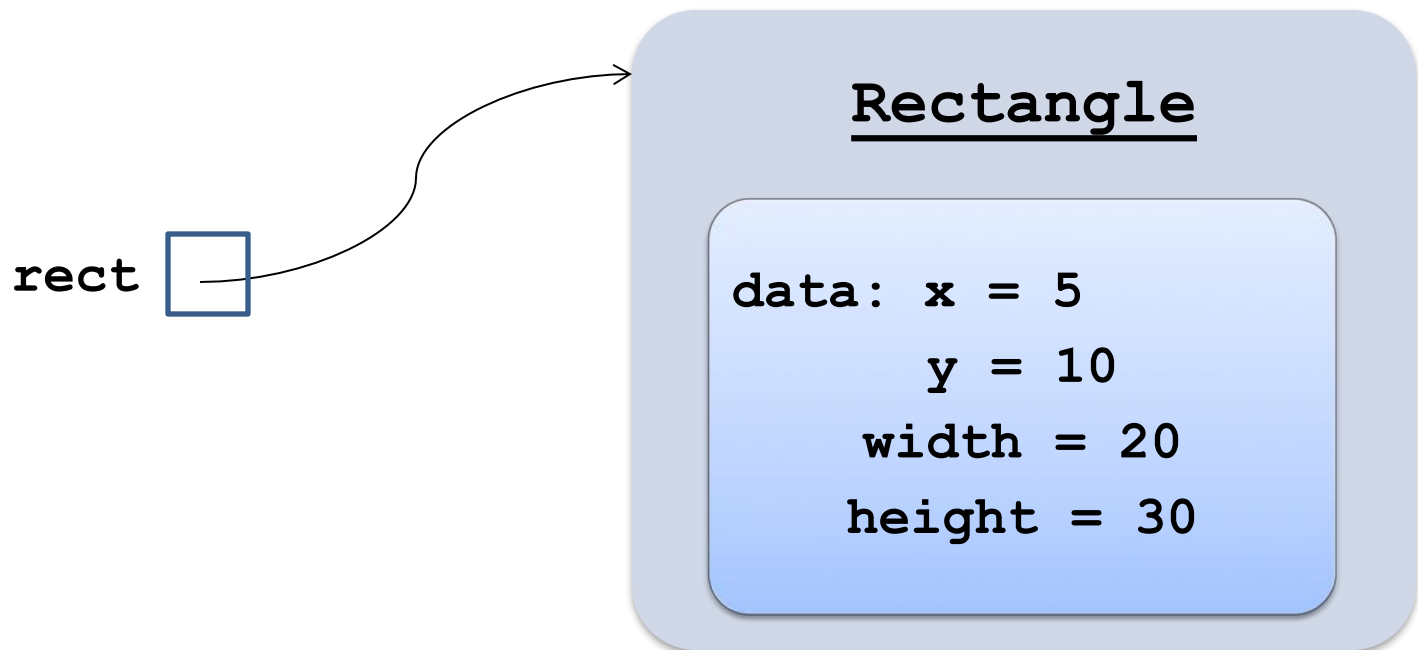 Rectangle
rect
data: x = 5
y = 10
width = 20
height = 30